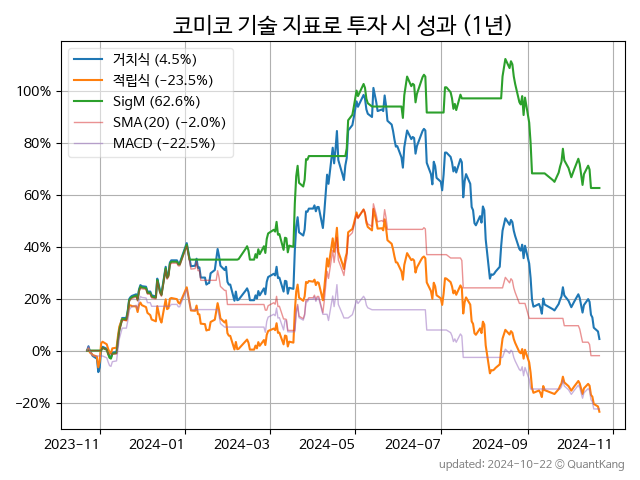 코미코 기술 지표로 투자 시 성과 (1년)
거치식 (4.5%)
적립식 (−23.5%)
SigM (62.6%)
SMA(20) (−2.0%)
MACD (−22.5%)
100%
80%
60%
40%
20%
0%
−20%
2023-11
2024-01
2024-03
2024-05
2024-07
2024-09
2024-11
updated: 2024-10-22 © QuantKang